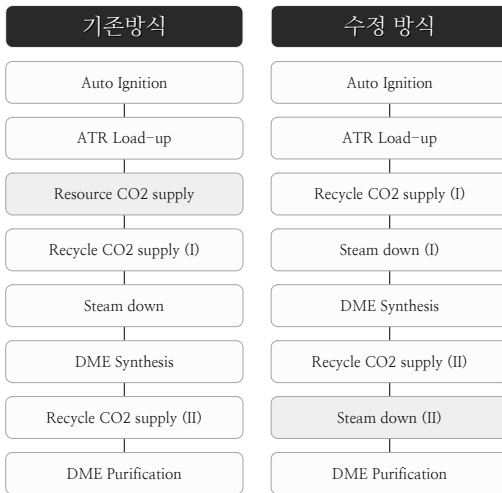 기존방식
Auto Ignition
ATR Load-up
Resource CO2 supply
Recycle CO2 supply (I)
Steam down
DME Synthesis
Recycle CO2 supply (II)
DME Purification
수정 방식
Auto Ignition
ATR Load-up
Recycle CO2 supply (I)
Steam down (I)
DME Synthesis
Recycle CO2 supply (II)
Steam down (II)
DME Purification